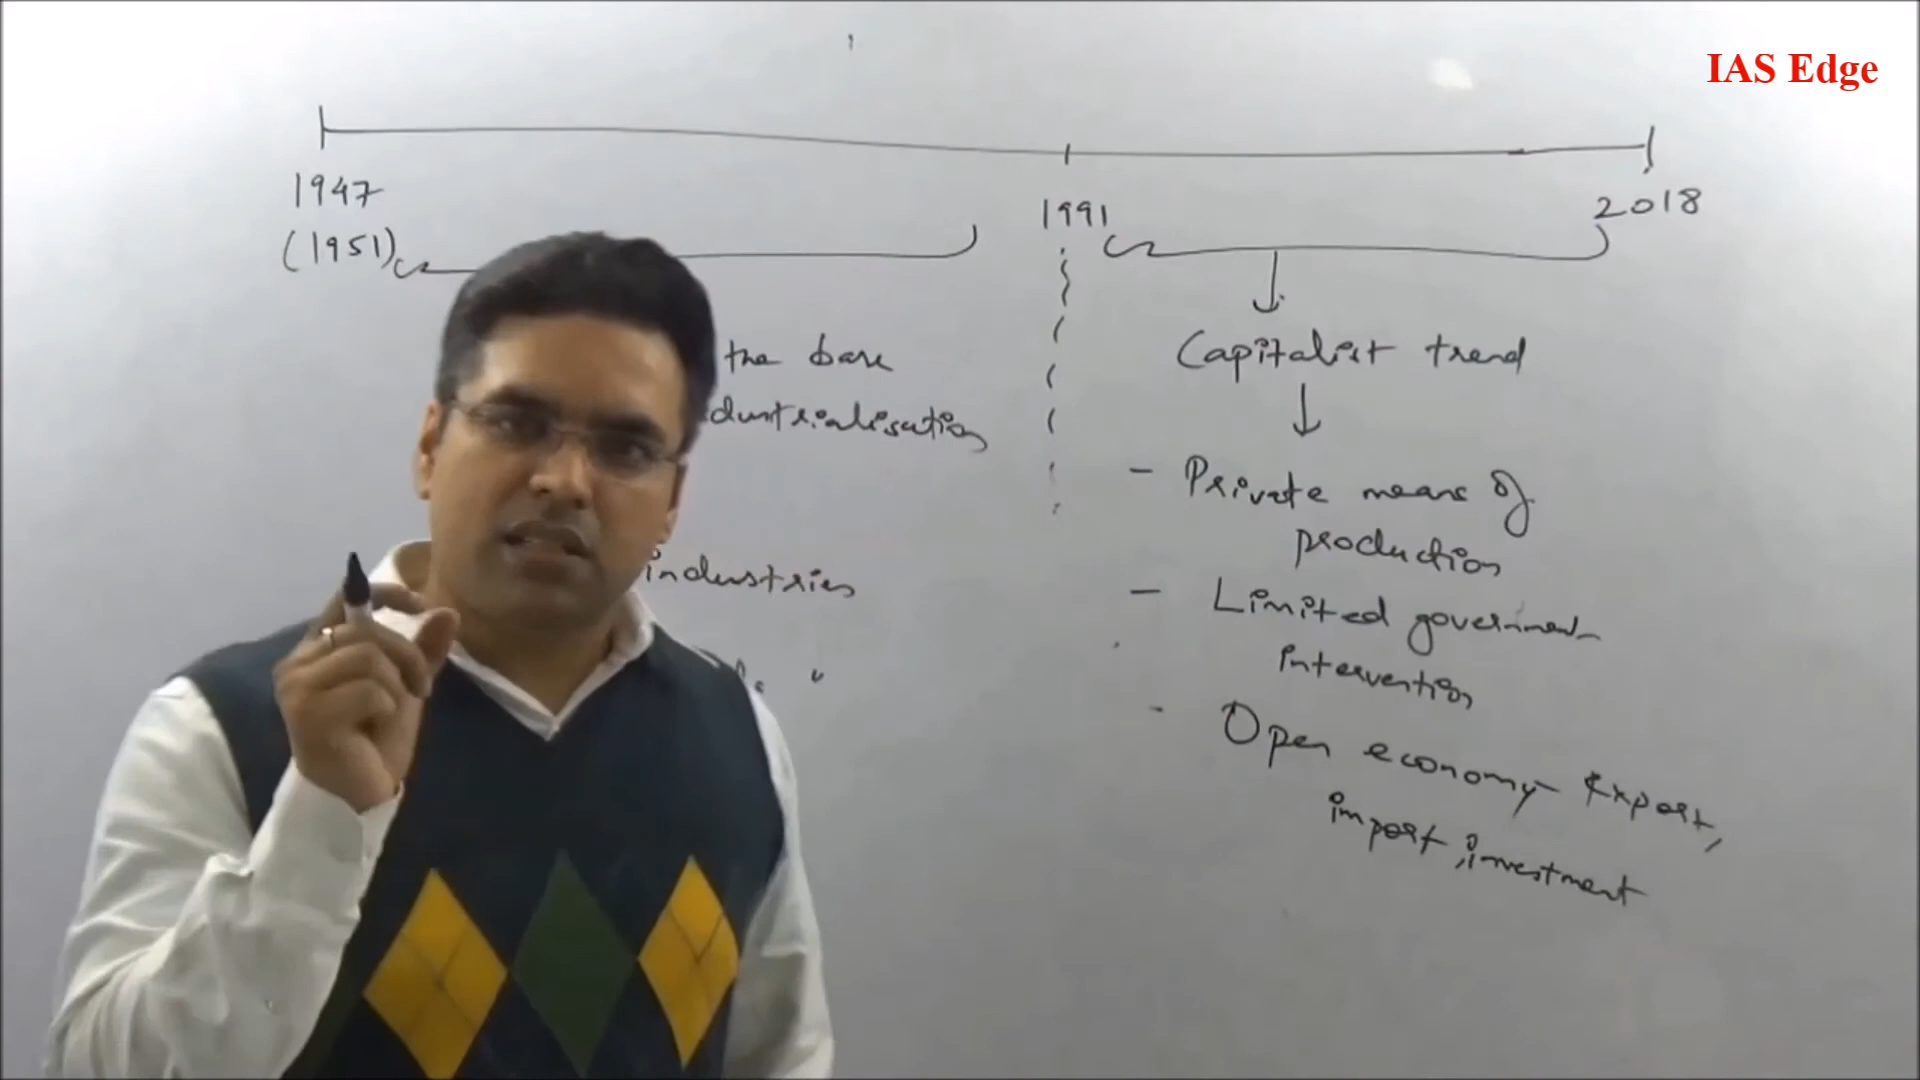 IAS Edge
1947
(1951)
1991
2018
the base
industries
Capitalist trend
- Private means of
production
- Limited government
intervention
- Open economy Export,
import, investment